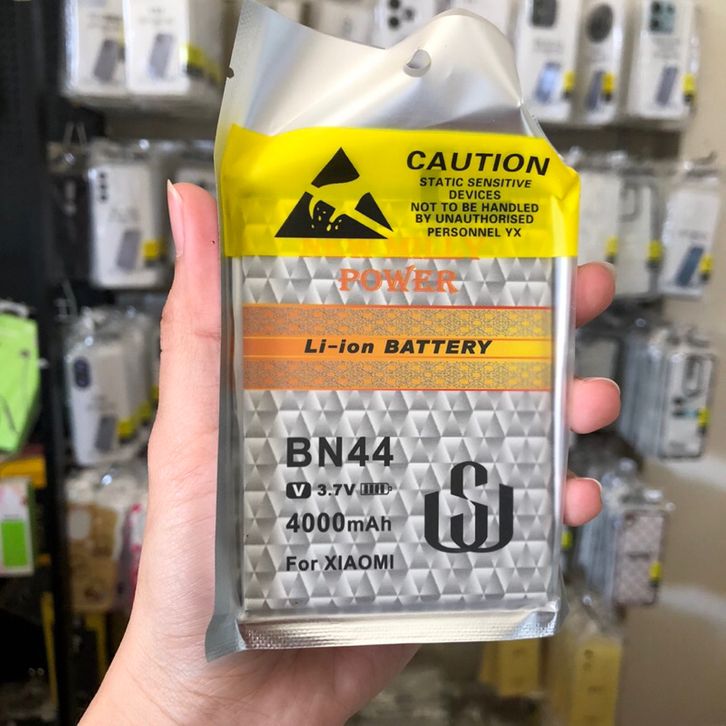 CAUTION
STATIC SENSITIVE
DEVICES
NOT TO BE HANDLED
BY UNAUTHORISED
PERSONNEL YX
POWER
Li-ion BATTERY
BN44
V 3.7V
4000mAh
For XIAOMI